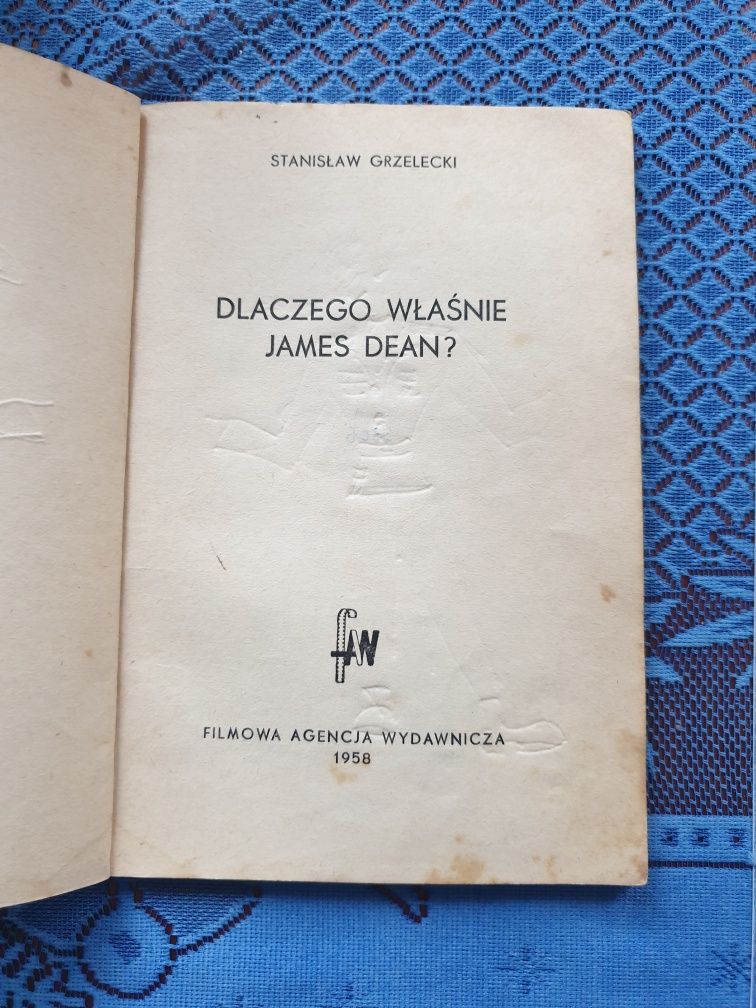 STANISŁAW GRZELECKI
DLACZEGO WŁAŚNIE
JAMES DEAN?
fAW
FILMOWA AGENCJA WYDAWNICZA
1958